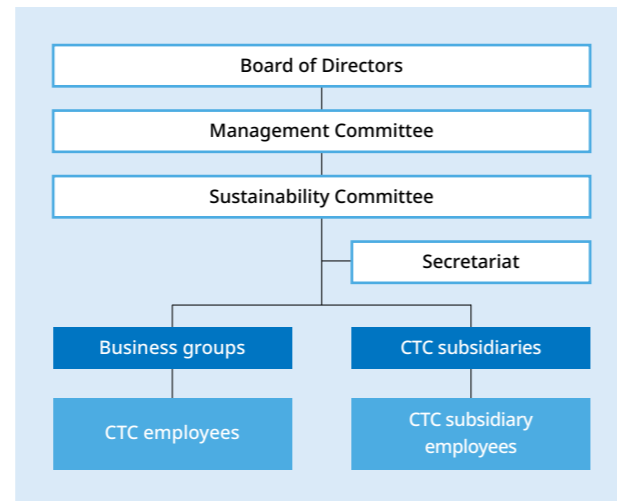 Board of Directors
Management Committee
Sustainability Committee
Secretariat
Business groups
CTC subsidiaries
CTC employees
CTC subsidiary
employees